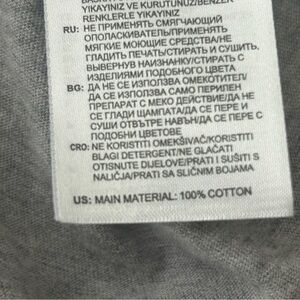 YIKAYINIZ VE KURUTUNUZ/BENZER
RENKLERLE YIKAYINIZ
RU: НЕ ПРИМЕНЯТЬ СМЯГЧАЮЩИЙ
ОПОЛАСКИВАТЕЛЬ/ПРИМЕНЯТЬ
МЯГКИЕ МОЮЩИЕ СРЕДСТВА/НЕ
ГЛАДИТЬ ПЕЧАТЬ/СТИРАТЬ И СУШИТЬ,
ВЫВЕРНУВ НАИЗНАНКУ/СТИРАТЬ С
ИЗДЕЛИЯМИ ПОДОБНОГО ЦВЕТА
BG: ДА НЕ СЕ ИЗПОЛЗВА ОМЕКОТИТЕЛ/
ДА СЕ ИЗПОЛЗВА САМО ПЕРИЛЕН
ПРЕПАРАТ С МЕКО ДЕЙСТВИЕ/ДА НЕ
СЕ ГЛАДИ ЩАМПАТА/ДА СЕ ПЕРЕ И
СУШИ ОТВЪТРЕ НАВЪН/ДА СЕ ПЕРЕ С
ПОДОБНИ ЦВЕТОВЕ
CRO: NE KORISTITI OMEKŠIVAČ/KORISTITI
BLAGI DETERGENT/NE GLAČATI
OTISNUTE DIJELOVE/PRATI I SUŠITI S
NALIČJA/PRATI SA SLIČNIM BOJAMA
US: MAIN MATERIAL: 100% COTTON